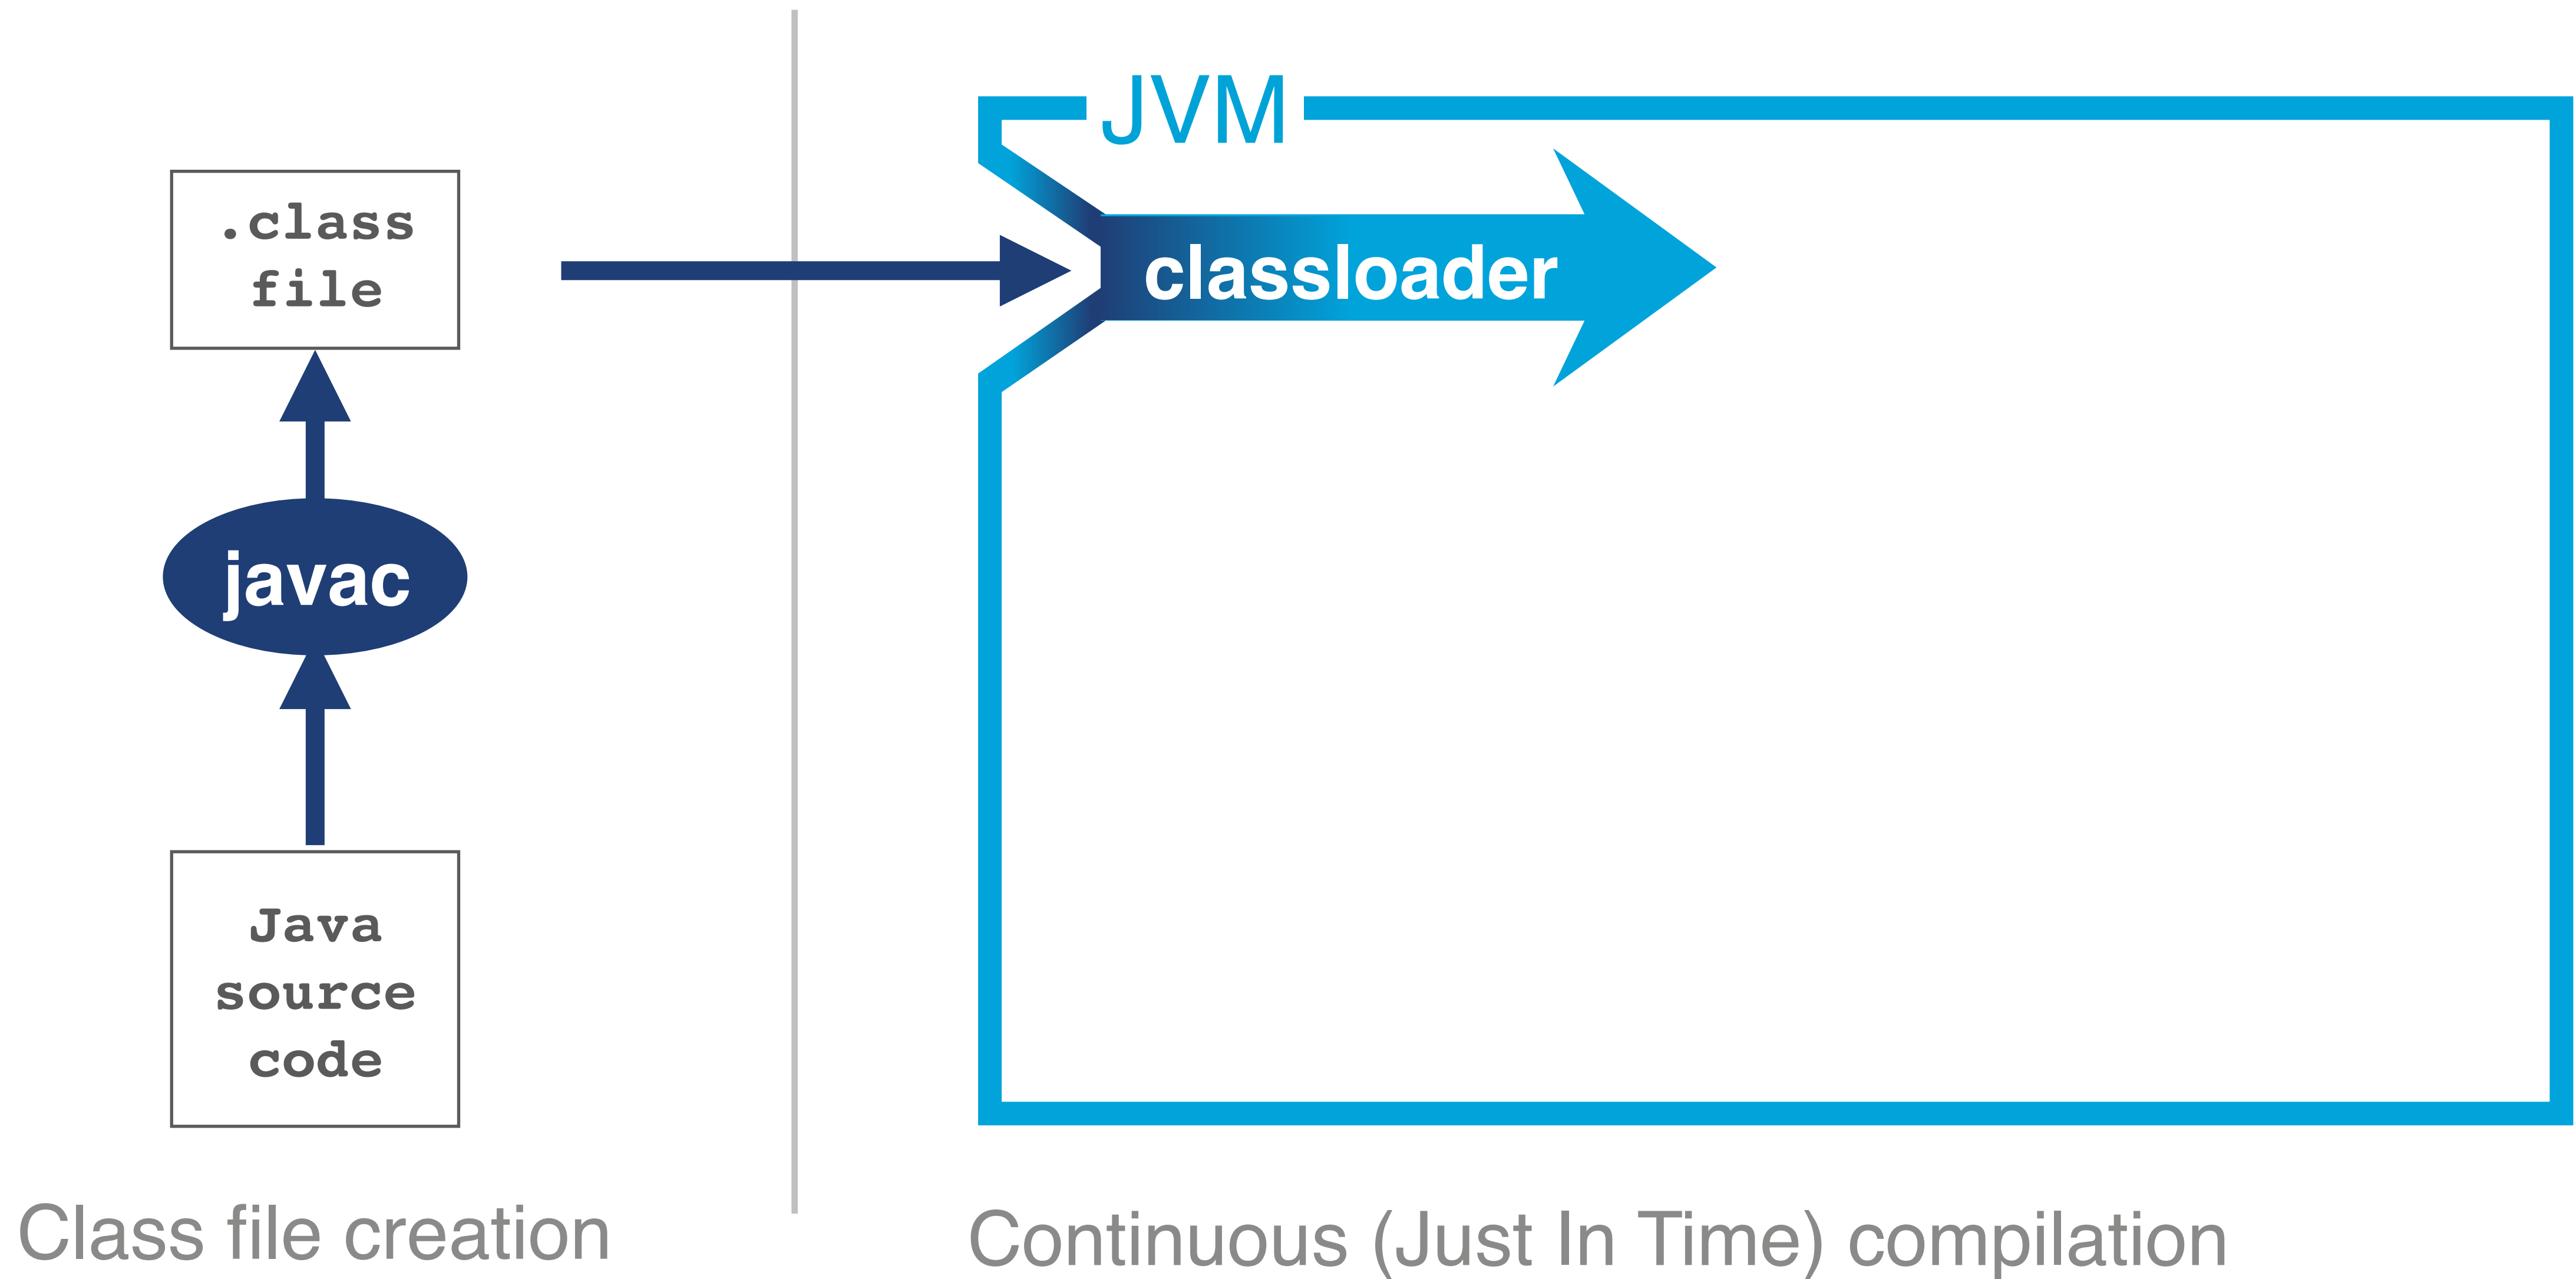 JVM
.class
file
classloader
javac
Java
source
code
Class file creation
Continuous (Just In Time) compilation